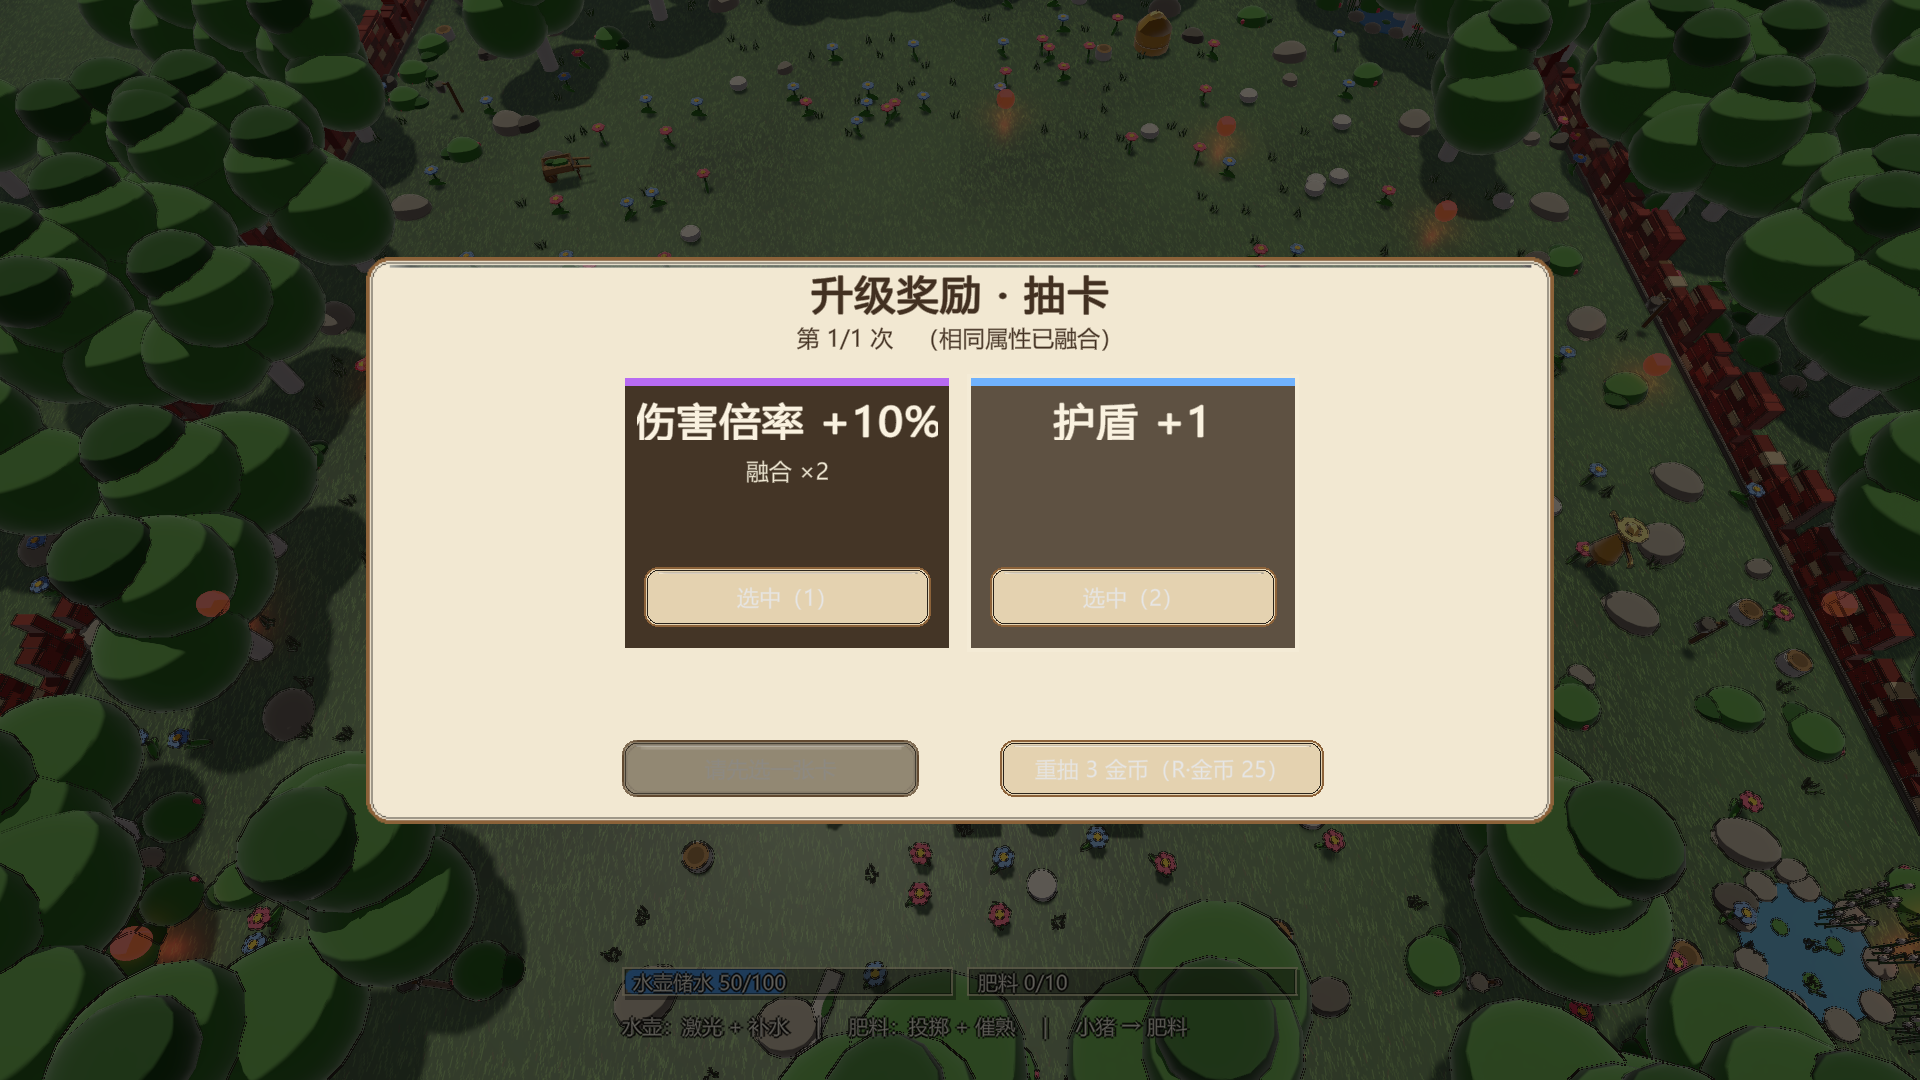 升级奖励 · 抽卡
第 1/1 次 （相同属性已融合）
伤害倍率 +10%
融合 ×2
选中（1）
护盾 +1
选中（2）
重抽 3 金币（R·金币 25）
水壶储水 50/100
肥料 0/10
水壶：激光 + 补水 | 肥料：投掷 + 催熟 | 小猪 → 肥料